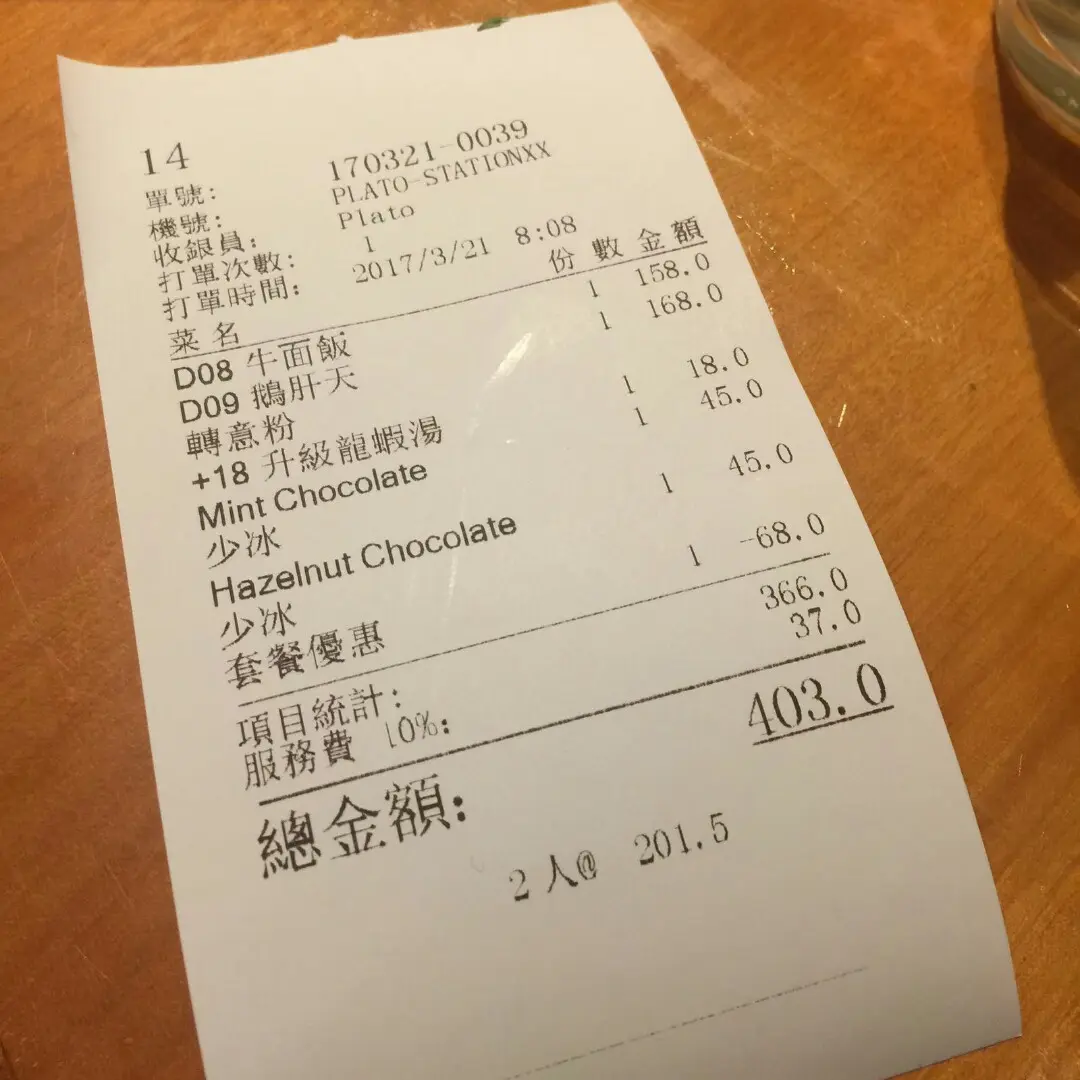 14
單號: 170321-0039
機號: PLATO-STATIONXX
收銀員: Plato
打單次數: 1
打單時間: 2017/3/21 8:08
菜名 份數 金額
D08 牛面飯 1 158.0
D09 鵝肝天 1 168.0
轉意粉
+18 升級龍蝦湯 1 18.0
Mint Chocolate 1 45.0
少冰
Hazelnut Chocolate 1 45.0
少冰
套餐優惠 1 -68.0
項目統計: 366.0
服務費 10%: 37.0
總金額: 403.0
2人@ 201.5